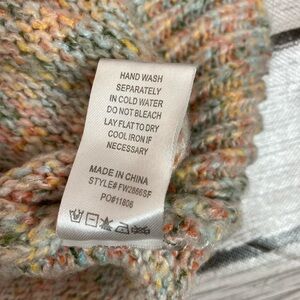 HAND WASH
SEPARATELY
IN COLD WATER
DO NOT BLEACH
LAY FLAT TO DRY
COOL IRON IF
NECESSARY
MADE IN CHINA
STYLE# FW2866SF
PO#11806